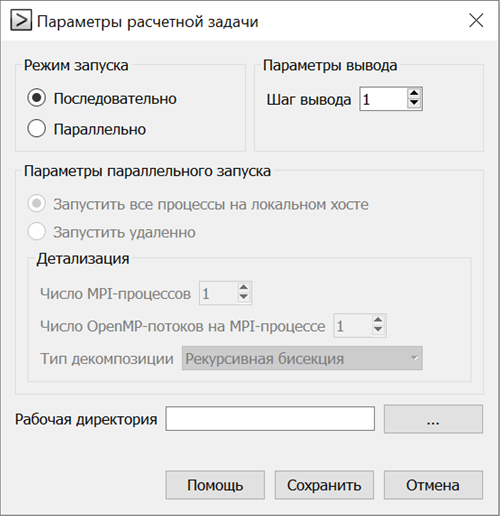 Параметры расчетной задачи
Режим запуска
Последовательно
Параллельно
Параметры вывода
Шаг вывода 1
Параметры параллельного запуска
Запустить все процессы на локальном хосте
Запустить удаленно
Детализация
Число MPI-процессов 1
Число OpenMP-потоков на MPI-процессе 1
Тип декомпозиции Рекурсивная бисекция
Рабочая директория ...
Помощь Сохранить Отмена